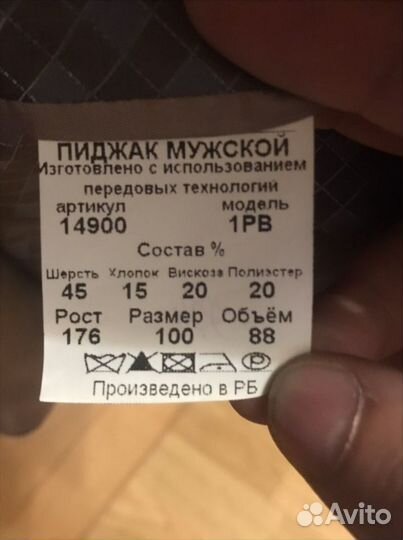 ПИДЖАК МУЖСКОЙ
Изготовлено с использованием
передовых технологий
артикул модель
14900 1РВ
Состав %
Шерсть Хлопок Вискоза Полиэстер
45 15 20 20
Рост Размер Объём
176 100 88
Произведено в РБ
Avito